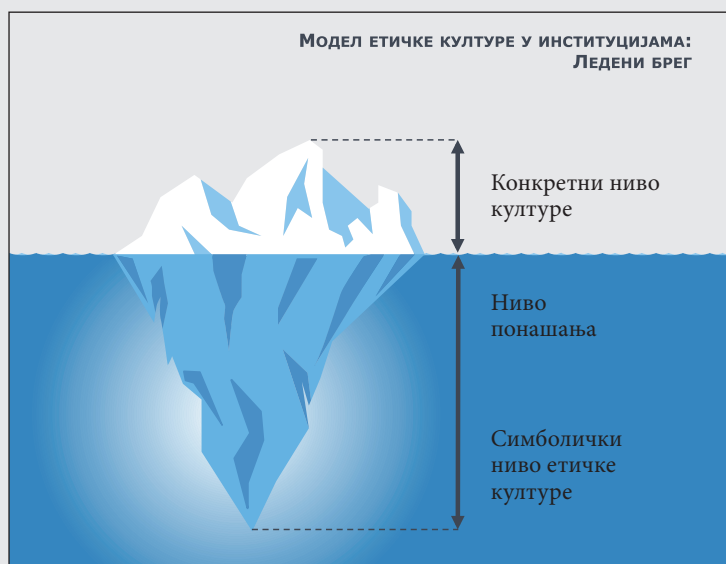 Модел етичке културе у институцијама:
Ледени брег
Конкретни ниво
културе
Ниво
понашања
Симболички
ниво етичке
културе